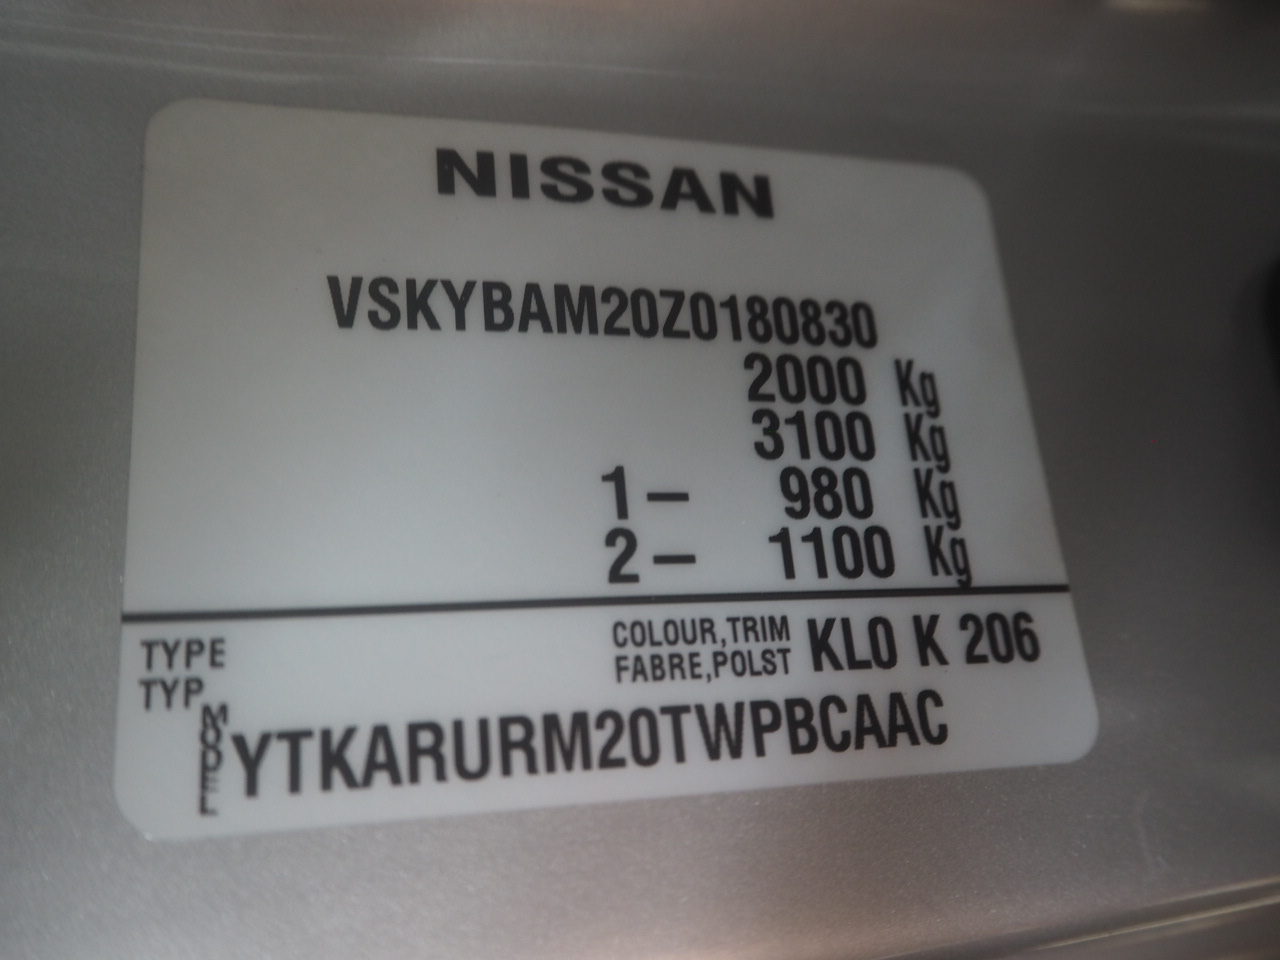 NISSAN
VSKYBAM20Z0180830
2000 Kg
3100 Kg
1- 980 Kg
2- 1100 Kg
TYPE
TYP
COLOUR,TRIM
FABRE,POLST
KL0 K 206
MODEL
YTKARURM20TWPBCAAC